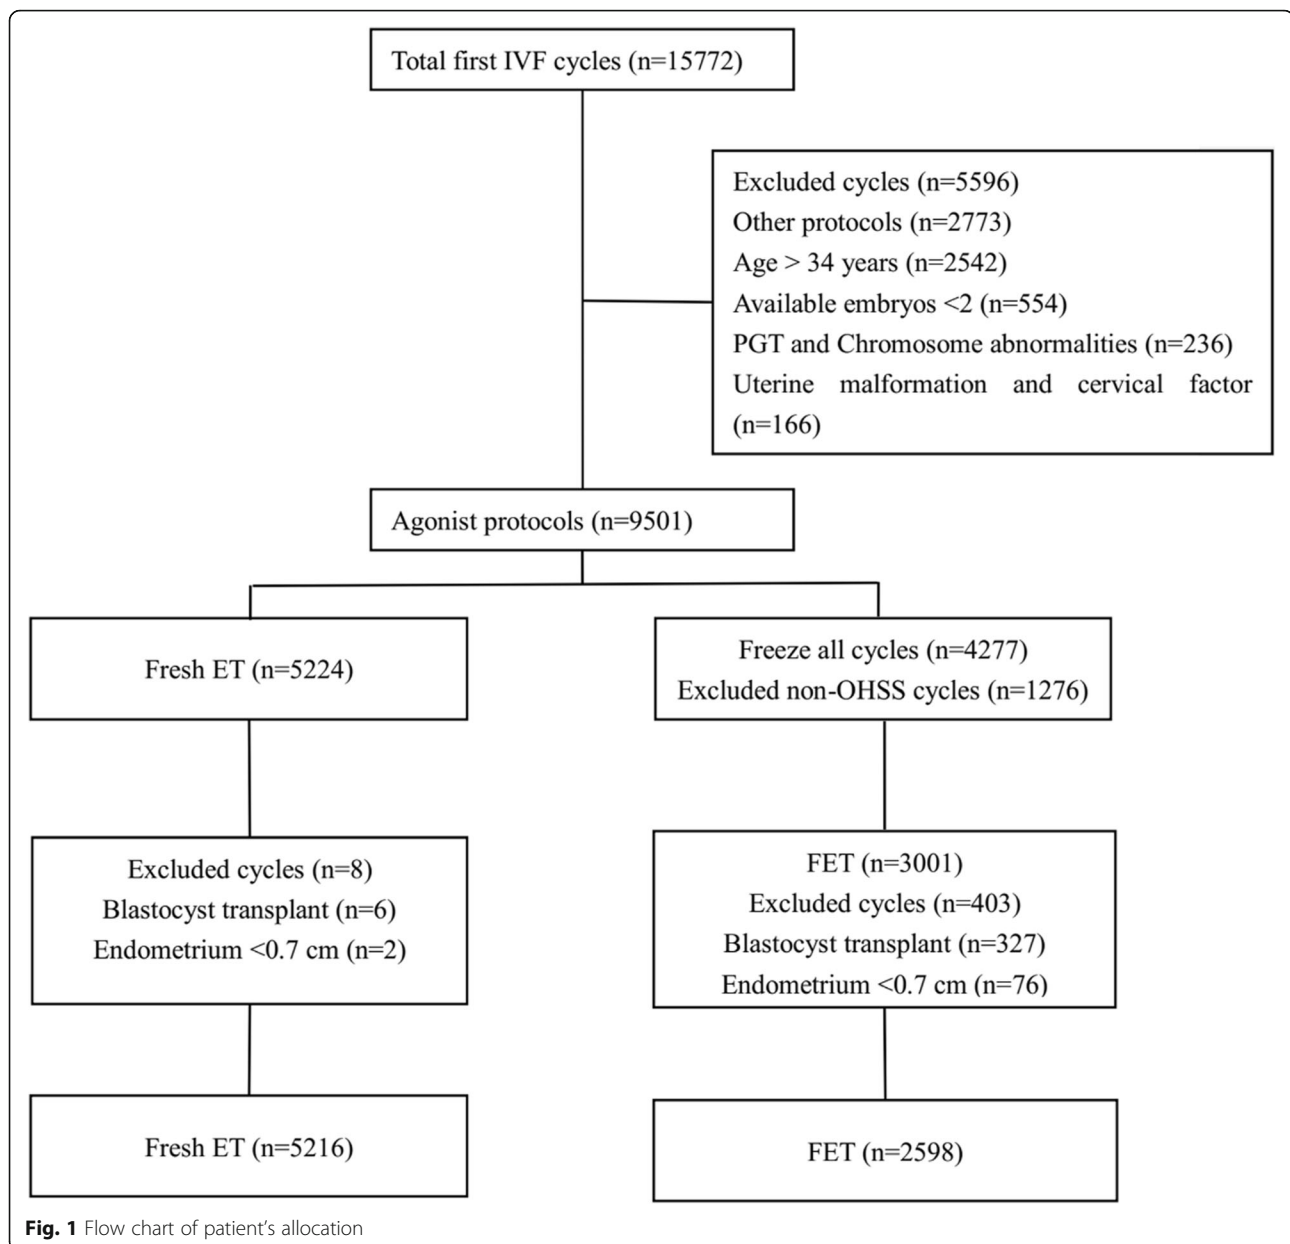 Total first IVF cycles (n=15772)
Excluded cycles (n=5596)
Other protocols (n=2773)
Age > 34 years (n=2542)
Available embryos <2 (n=554)
PGT and Chromosome abnormalities (n=236)
Uterine malformation and cervical factor
(n=166)
Agonist protocols (n=9501)
Fresh ET (n=5224)
Freeze all cycles (n=4277)
Excluded non-OHSS cycles (n=1276)
Excluded cycles (n=8)
Blastocyst transplant (n=6)
Endometrium <0.7 cm (n=2)
FET (n=3001)
Excluded cycles (n=403)
Blastocyst transplant (n=327)
Endometrium <0.7 cm (n=76)
Fresh ET (n=5216)
FET (n=2598)
Fig. 1 Flow chart of patient's allocation